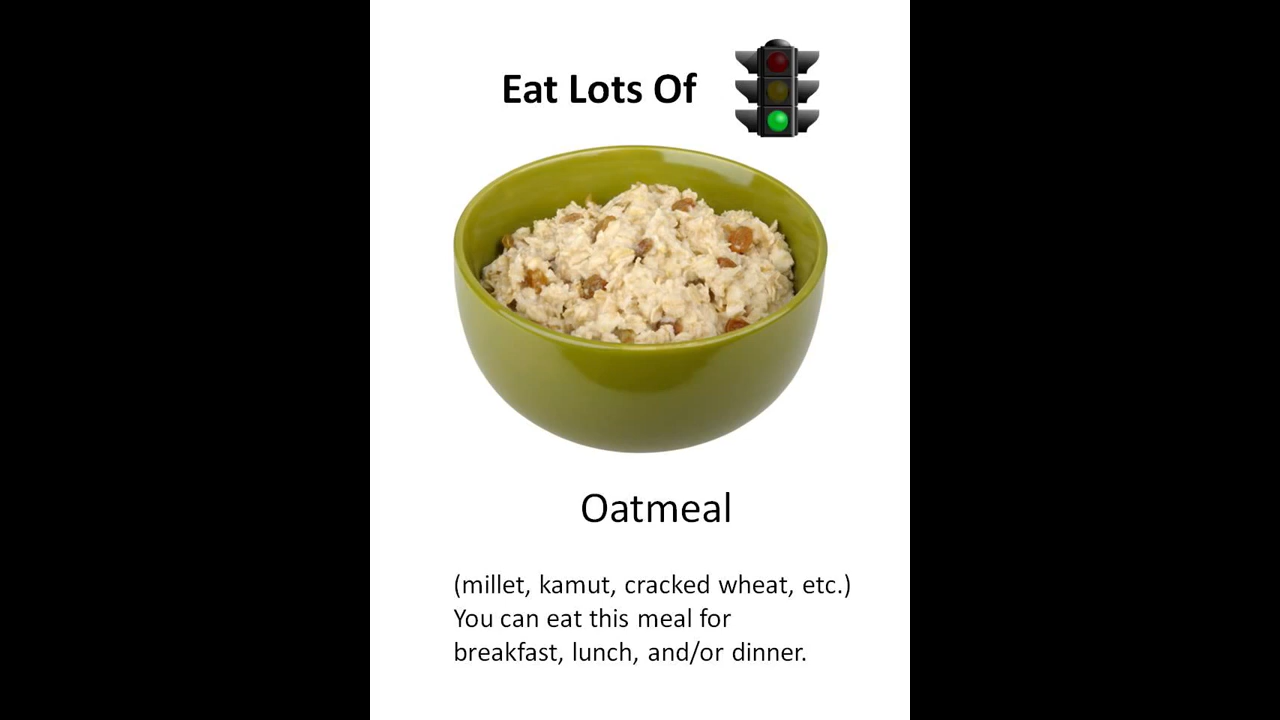 Eat Lots Of
Oatmeal
(millet, kamut, cracked wheat, etc.)
You can eat this meal for
breakfast, lunch, and/or dinner.